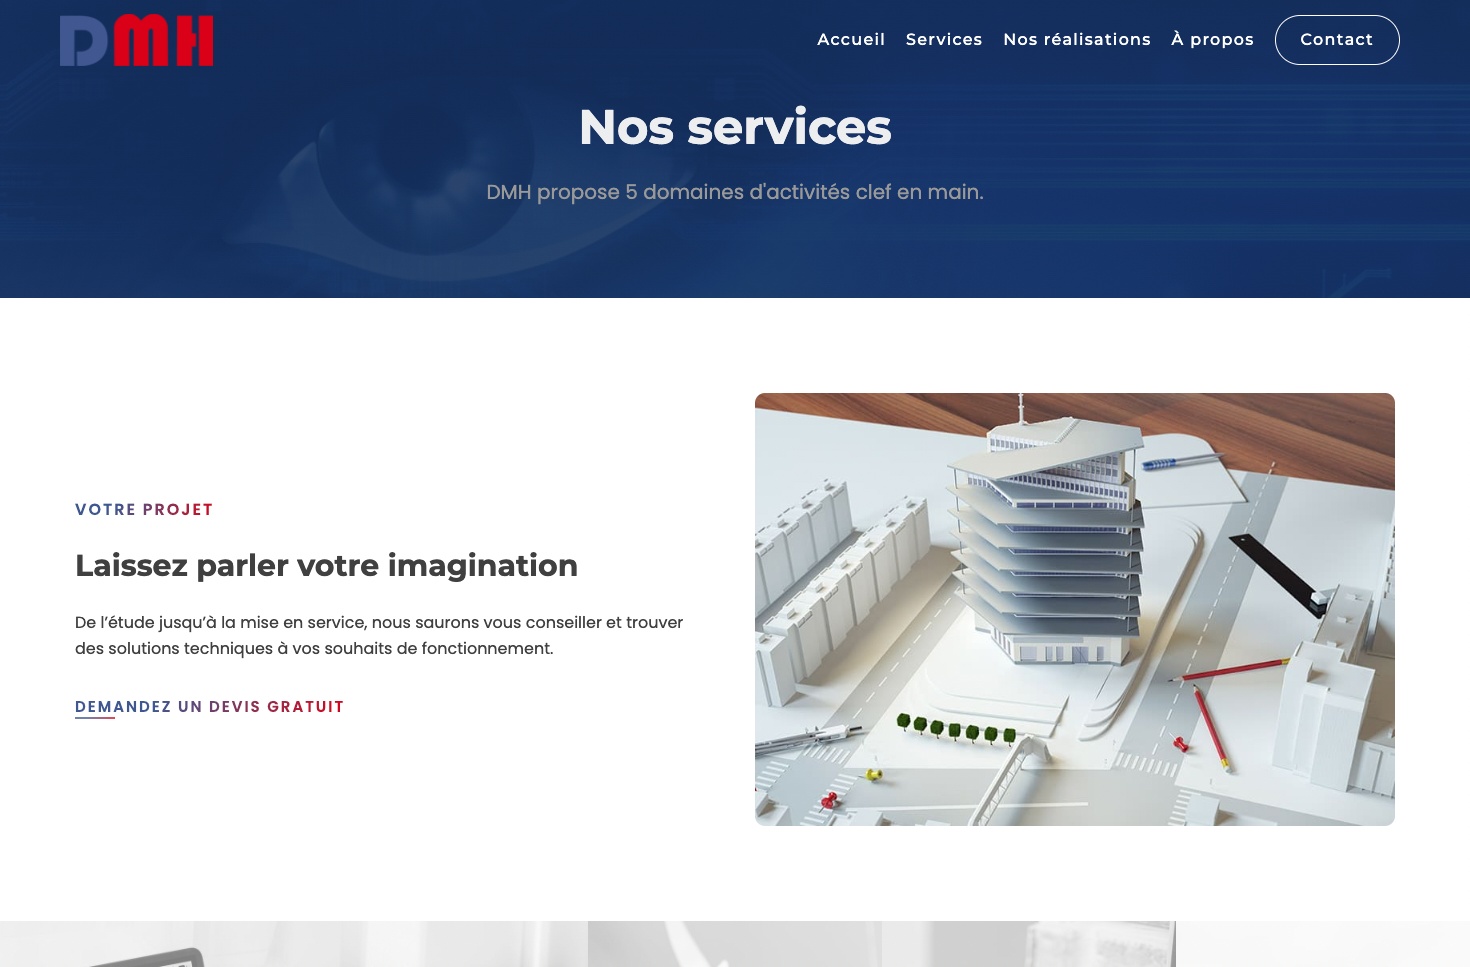 DMH
Accueil Services Nos réalisations À propos Contact
Nos services
DMH propose 5 domaines d'activités clef en main.
VOTRE PROJET
Laissez parler votre imagination
De l’étude jusqu’à la mise en service, nous saurons vous conseiller et trouver
des solutions techniques à vos souhaits de fonctionnement.
DEMANDEZ UN DEVIS GRATUIT